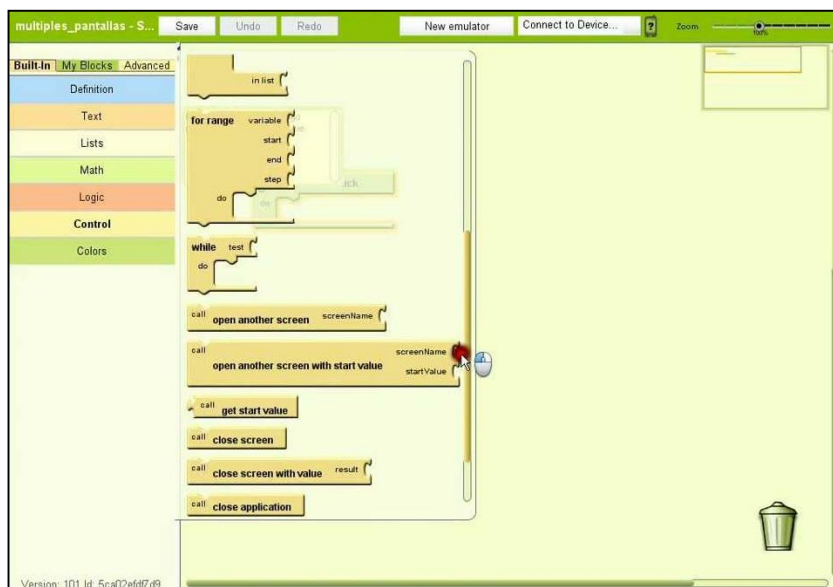 multiples_pantallas - S...
Save
Undo
Redo
New emulator
Connect to Device...
Zoom
100%
Built-In
My Blocks
Advanced
Definition
Text
Lists
Math
Logic
Control
Colors
in list
for range variable
start
end
step
do
while test
do
call open another screen screenName
call open another screen with start value screenName
startValue
call get start value
call close screen
call close screen with value result
call close application
Version: 101 Id: 5ca02efdf7d9